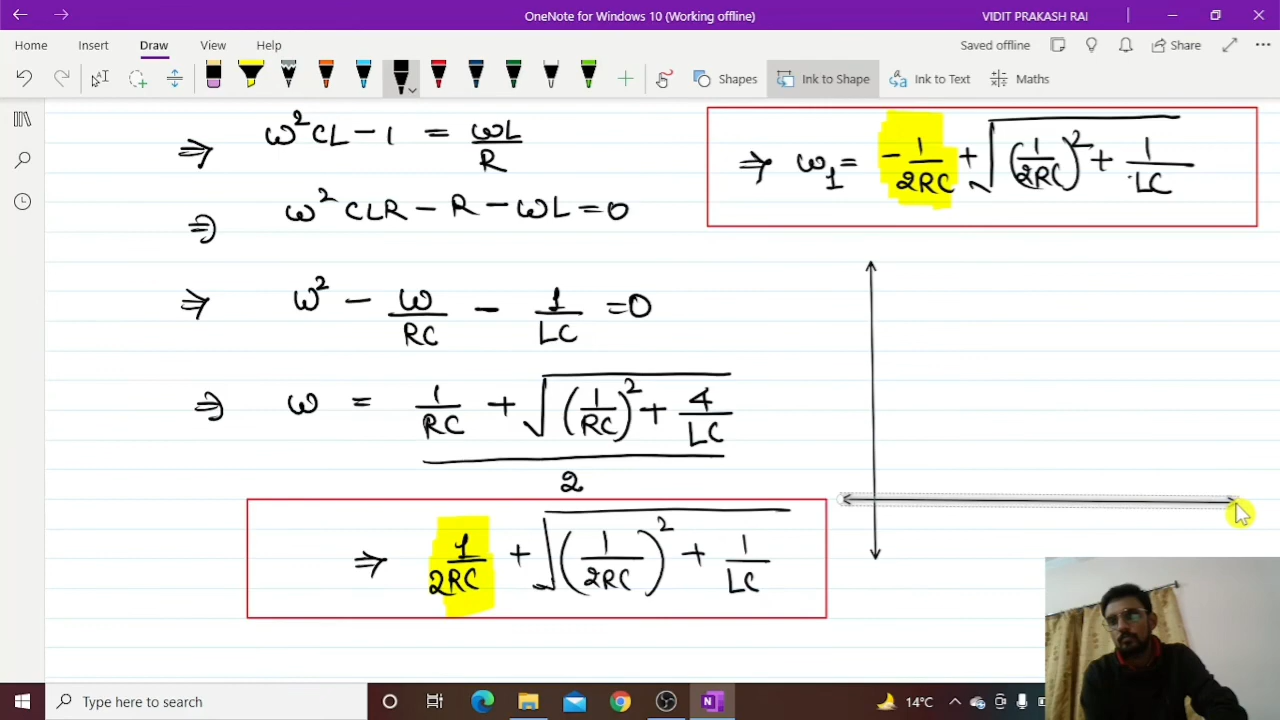 OneNote for Windows 10 (Working offline)
VIDIT PRAKASH RAI
Home Insert Draw View Help
Saved offline
Share
Shapes
Ink to Shape
Ink to Text
Maths
⇒ ω²CL - 1 = ωL/R
⇒ ω²CLR - R - ωL = 0
⇒ ω² - ω/RC - 1/LC = 0
⇒ ω = (1/RC + √((1/RC)² + 4/LC))/2
⇒ 1/2RC + √((1/2RC)² + 1/LC)
⇒ ω₁ = -1/2RC + √((1/2RC)² + 1/LC)
Type here to search
14°C